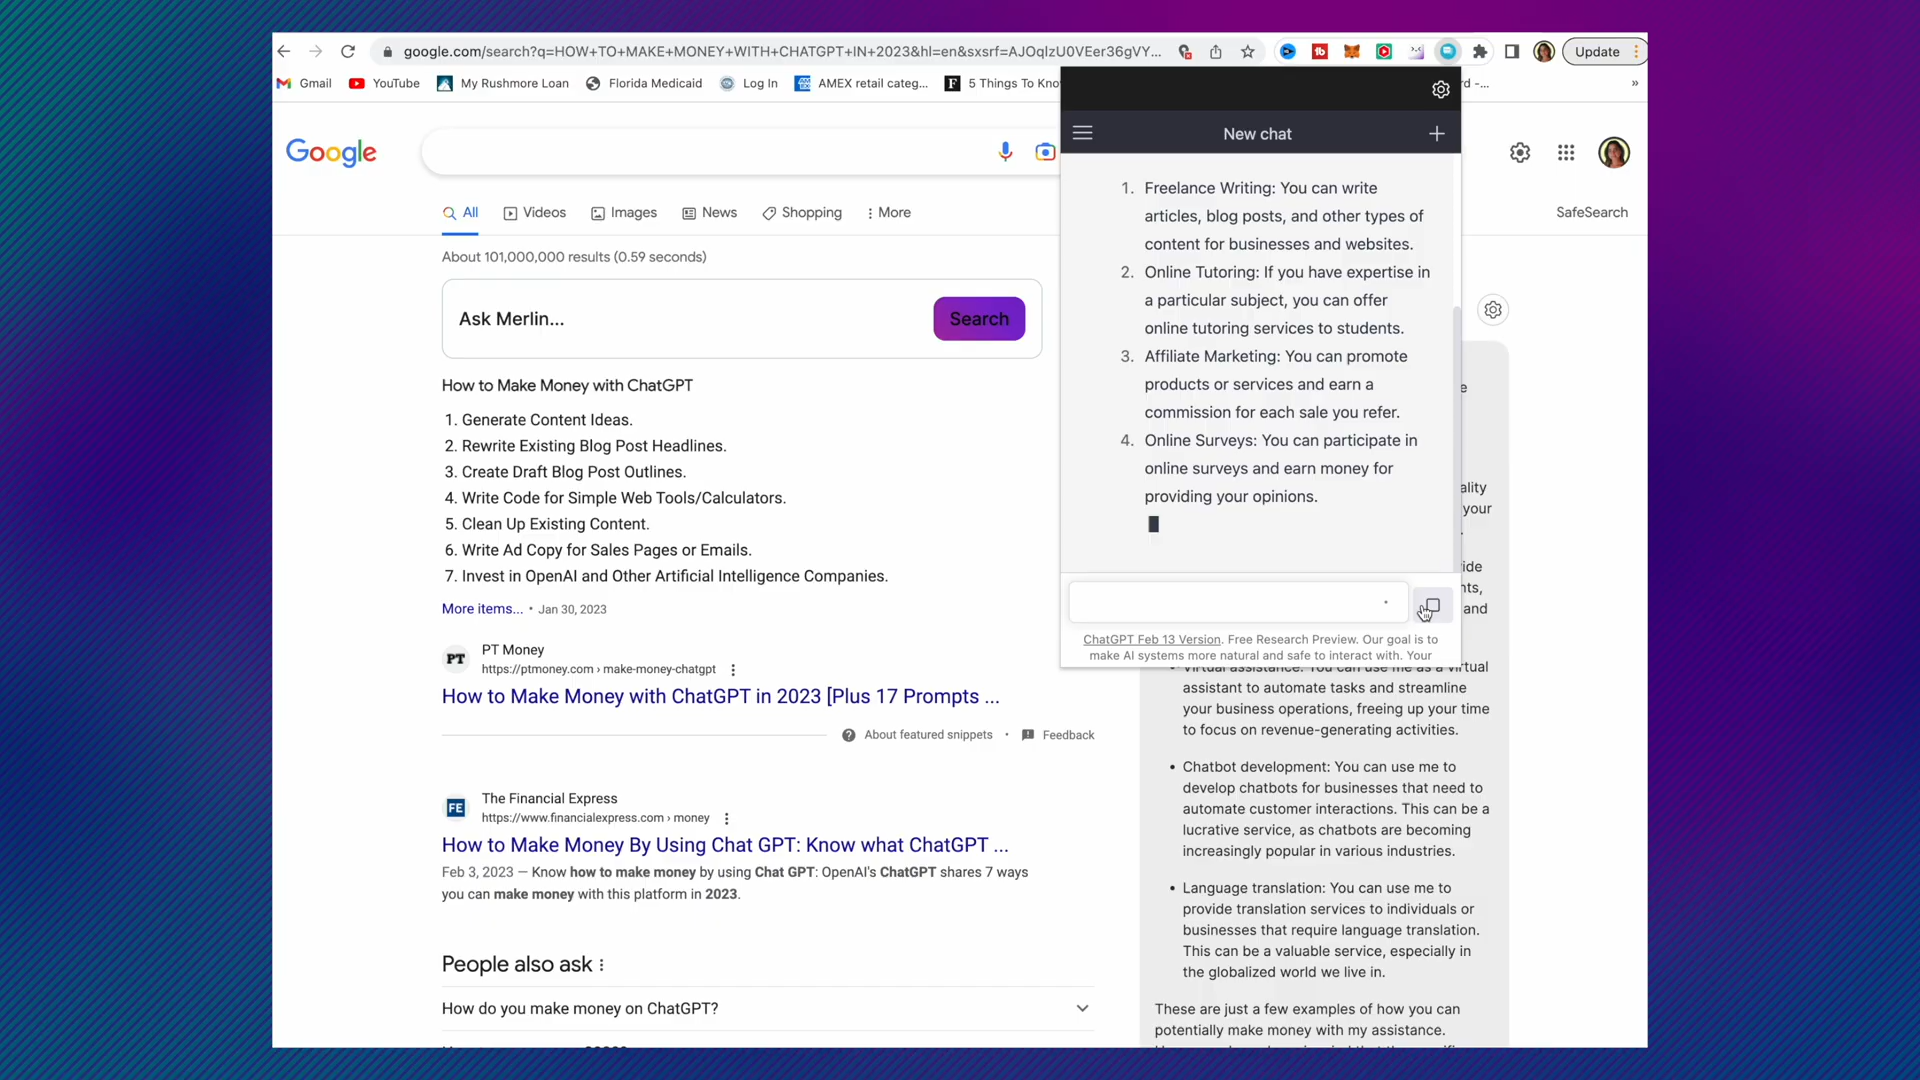 google.com/search?q=HOW+TO+MAKE+MONEY+WITH+CHATGPT+IN+2023&hl=en&sxsrf=AJOqlzU0VEer36gVY...
Update
Gmail
YouTube
My Rushmore Loan
Florida Medicaid
Log In
AMEX retail categ...
5 Things To Kno
rd -...
»
Google
All
Videos
Images
News
Shopping
More
SafeSearch
About 101,000,000 results (0.59 seconds)
Ask Merlin...
Search
How to Make Money with ChatGPT
1. Generate Content Ideas.
2. Rewrite Existing Blog Post Headlines.
3. Create Draft Blog Post Outlines.
4. Write Code for Simple Web Tools/Calculators.
5. Clean Up Existing Content.
6. Write Ad Copy for Sales Pages or Emails.
7. Invest in OpenAI and Other Artificial Intelligence Companies.
More items... • Jan 30, 2023
PT
PT Money
https://ptmoney.com › make-money-chatgpt
How to Make Money with ChatGPT in 2023 [Plus 17 Prompts ...
About featured snippets • Feedback
FE
The Financial Express
https://www.financialexpress.com › money
How to Make Money By Using Chat GPT: Know what ChatGPT ...
Feb 3, 2023 — Know how to make money by using Chat GPT: OpenAI's ChatGPT shares 7 ways
you can make money with this platform in 2023.
People also ask
How do you make money on ChatGPT?
New chat
1. Freelance Writing: You can write
articles, blog posts, and other types of
content for businesses and websites.
2. Online Tutoring: If you have expertise in
a particular subject, you can offer
online tutoring services to students.
3. Affiliate Marketing: You can promote
products or services and earn a
commission for each sale you refer.
4. Online Surveys: You can participate in
online surveys and earn money for
providing your opinions.
ChatGPT Feb 13 Version. Free Research Preview. Our goal is to
make AI systems more natural and safe to interact with. Your
e
ality
your
.
ide
nts,
and
• Virtual assistance: You can use me as a virtual
assistant to automate tasks and streamline
your business operations, freeing up your time
to focus on revenue-generating activities.
• Chatbot development: You can use me to
develop chatbots for businesses that need to
automate customer interactions. This can be a
lucrative service, as chatbots are becoming
increasingly popular in various industries.
• Language translation: You can use me to
provide translation services to individuals or
businesses that require language translation.
This can be a valuable service, especially in
the globalized world we live in.
These are just a few examples of how you can
potentially make money with my assistance.